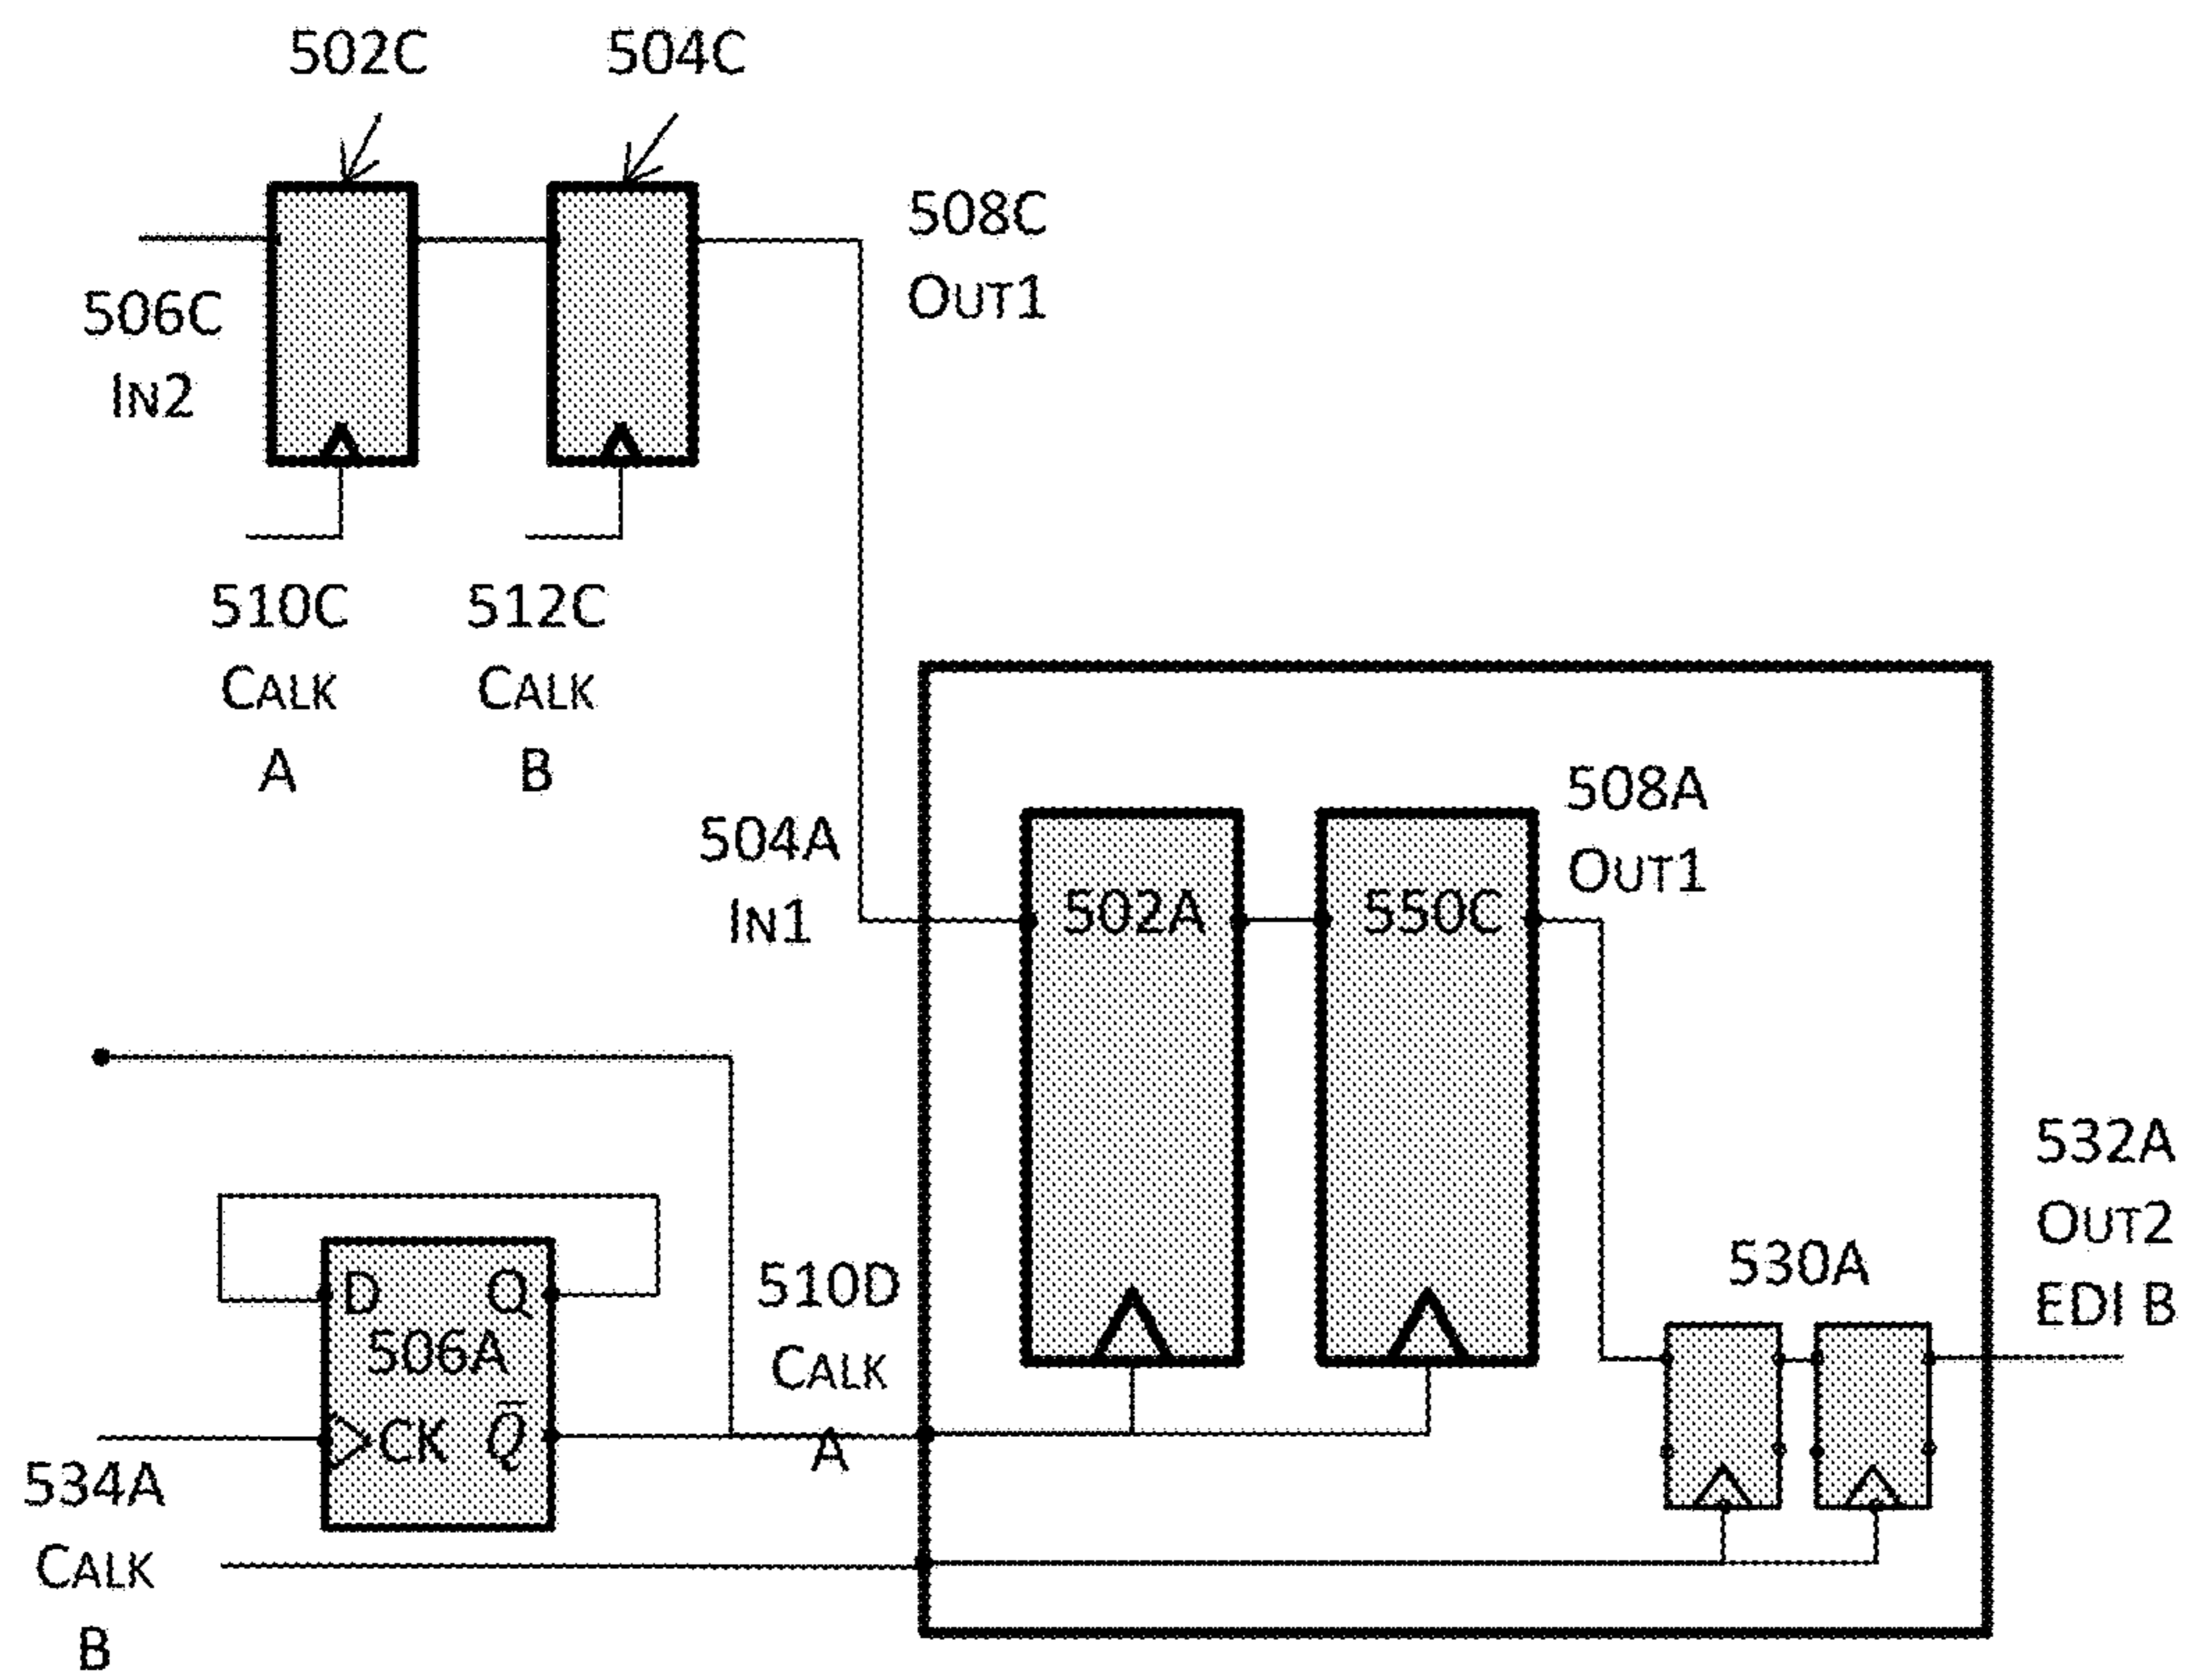 502C
504C
508C
OUT1
506C
IN2
510C
CALK
A
512C
CALK
B
504A
IN1
502A
550C
508A
OUT1
D Q
506A
CK Q̅
510D
CALK
A
534A
CALK
B
530A
532A
OUT2
EDI B